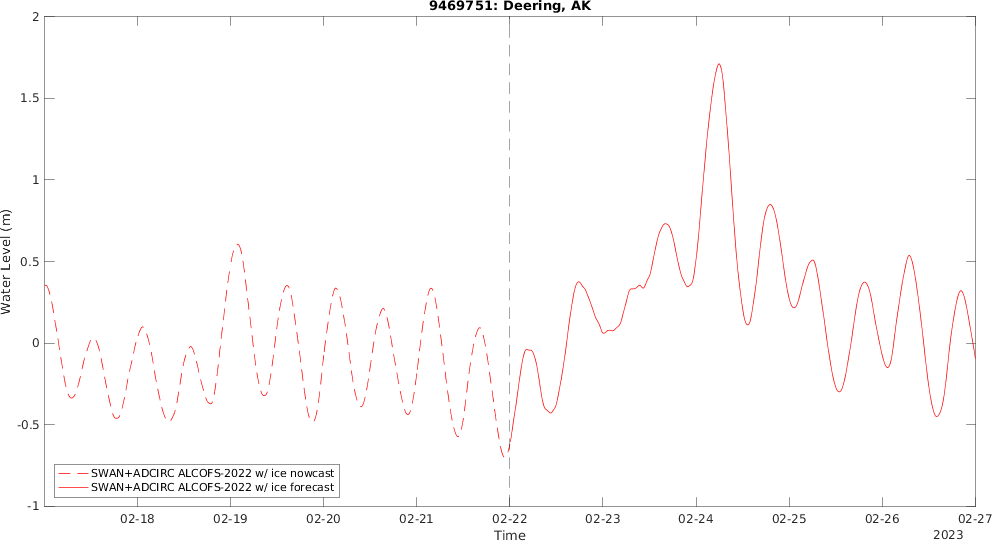 9469751: Deering, AK
2
1.5
1
0.5
0
-0.5
-1
Water Level (m)
SWAN+ADCIRC ALCOFS-2022 w/ ice nowcast
SWAN+ADCIRC ALCOFS-2022 w/ ice forecast
02-18 02-19 02-20 02-21 02-22 02-23 02-24 02-25 02-26 02-27
Time
2023